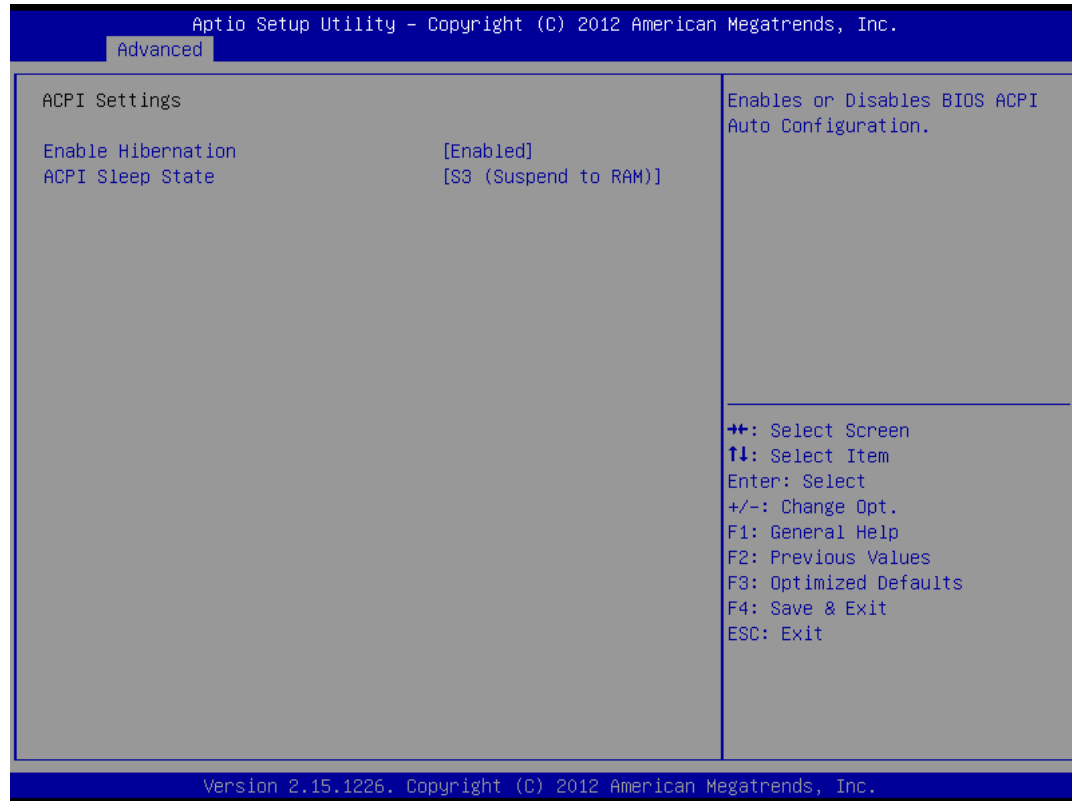 Aptio Setup Utility – Copyright (C) 2012 American Megatrends, Inc.
Advanced
ACPI Settings
Enable Hibernation [Enabled]
ACPI Sleep State [S3 (Suspend to RAM)]
Enables or Disables BIOS ACPI
Auto Configuration.
→←: Select Screen
↑↓: Select Item
Enter: Select
+/-: Change Opt.
F1: General Help
F2: Previous Values
F3: Optimized Defaults
F4: Save & Exit
ESC: Exit
Version 2.15.1226. Copyright (C) 2012 American Megatrends, Inc.